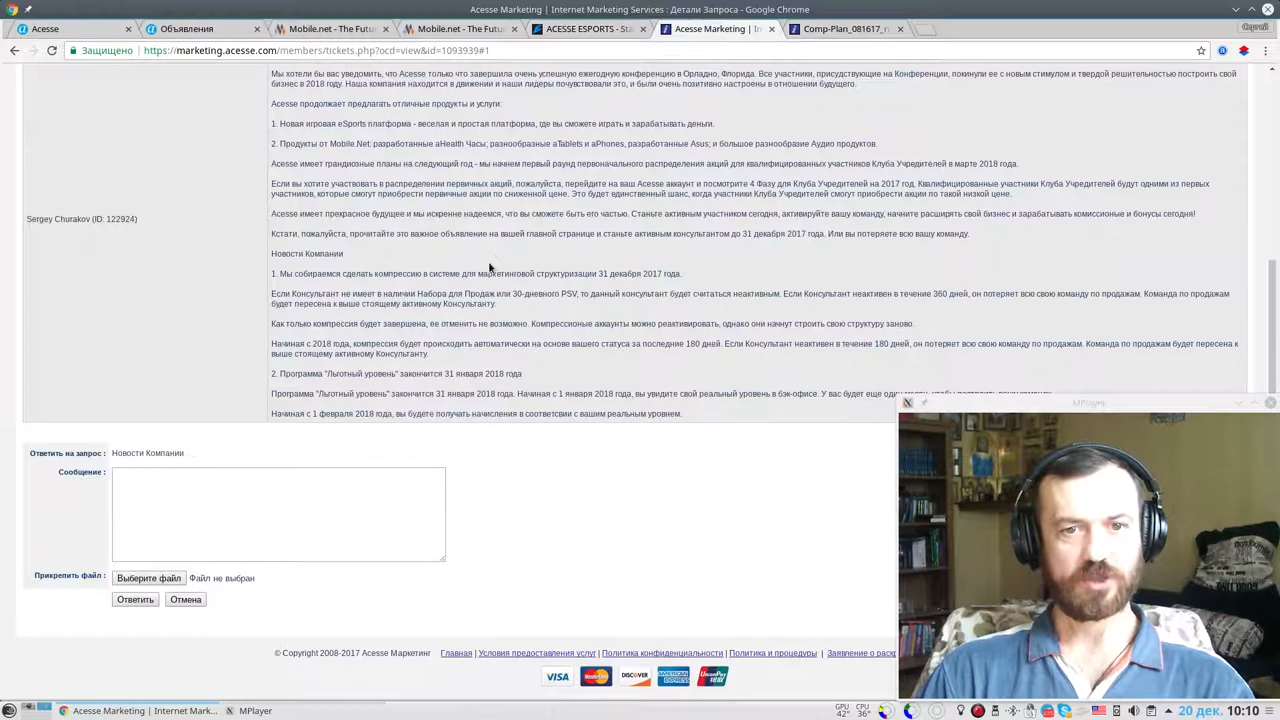 Acesse Marketing | Internet Marketing Services : Детали Запроса - Google Chrome
Acesse
Объявления
Mobile.net - The Futur
Mobile.net - The Futur
ACESSE ESPORTS - Sta
Acesse Marketing | In
Comp-Plan_081617_r
Сергей
Защищено
https://marketing.acesse.com/members/tickets.php?ocd=view&id=1093939#1
Мы хотели бы вас уведомить, что Acesse только что завершила очень успешную ежегодную конференцию в Орладно, Флорида. Все участники, присудствующие на Конференции, покинули ее с новым стимулом и твердой решительностью построить свой
бизнес в 2018 году. Наша компания находится в движении и наши лидеры почувствовали это, и были очень позитивно настроены в отношении будущего.
Acesse продолжает предлагать отличные продукты и услуги:
1. Новая игровая eSports платформа - веселая и простая платформа, где вы сможете играть и зарабатывать деньги.
2. Продукты от Mobile.Net: разработанные aHealth Часы; разнообразные aTablets и aPhones, разработанные Asus; и большое разнообразие Аудио продуктов.
Acesse имеет грандиозные планы на следующий год - мы начнем первый раунд первоначального распределения акций для квалифицированных участников Клуба Учредителей в марте 2018 года.
Если вы хотите участвовать в распределении первичных акций, пожалуйста, перейдите на ваш Acesse аккаунт и посмотрите 4 Фазу для Клуба Учредителей на 2017 год. Квалифицированные участники Клуба Учредителей будут одними из первых
участников, которые смогут приобрести первичные акции по сниженной цене. Это будет единственный шанс, когда участники Клуба Учредителей смогут приобрести акции по такой низкой цене.
Sergey Churakov (ID: 122924)
Acesse имеет прекрасное будущее и мы искренне надеемся, что вы сможете быть его частью. Станьте активным участником сегодня, активируйте вашу команду, начните расширять свой бизнес и зарабатывать комиссионые и бонусы сегодня!
Кстати, пожалуйста, прочитайте это важное объявление на вашей главной странице и станьте активным консультантом до 31 декабря 2017 года. Или вы потеряете всю вашу команду.
Новости Компании
1. Мы собираемся сделать компрессию в системе для маркетинговой структуризации 31 декабря 2017 года.
Если Консультант не имеет в наличии Набора для Продаж или 30-дневного PSV, то данный консультант будет считаться неактивным. Если Консультант неактивен в течение 360 дней, он потеряет всю свою команду по продажам. Команда по продажам
будет пересена к выше стоящему активному Консультанту.
Как только компрессия будет завершена, ее отменить не возможно. Компрессионые аккаунты можно реактивировать, однако они начнут строить свою структуру заново.
Начиная с 2018 года, компрессия будет происходить автоматически на основе вашего статуса за последние 180 дней. Если Консультант неактивен в течение 180 дней, он потеряет всю свою команду по продажам. Команда по продажам будет пересена к
выше стоящему активному Консультанту.
2. Программа "Льготный уровень" закончится 31 января 2018 года
Программа "Льготный уровень" закончится 31 января 2018 года. Начиная с 1 января 2018 года, вы увидите свой реальный уровень в бэк-офисе. У вас будет еще один
Начиная с 1 февраля 2018 года, вы будете получать начисления в соответсвии с вашим реальным уровнем.
MPlayer
Ответить на запрос : Новости Компании
Сообщение :
Прикрепить файл : Выберите файл Файл не выбран
Ответить Отмена
© Copyright 2008-2017 Acesse Маркетинг Главная | Условия предоставления услуг | Политика конфиденциальности | Политика и процедуры | Заявление о раск
VISA MasterCard DISCOVER AMERICAN EXPRESS UnionPay
Acesse Marketing | Internet Mark...
MPlayer
CPU 42°
GPU 36°
20 дек. 10:10